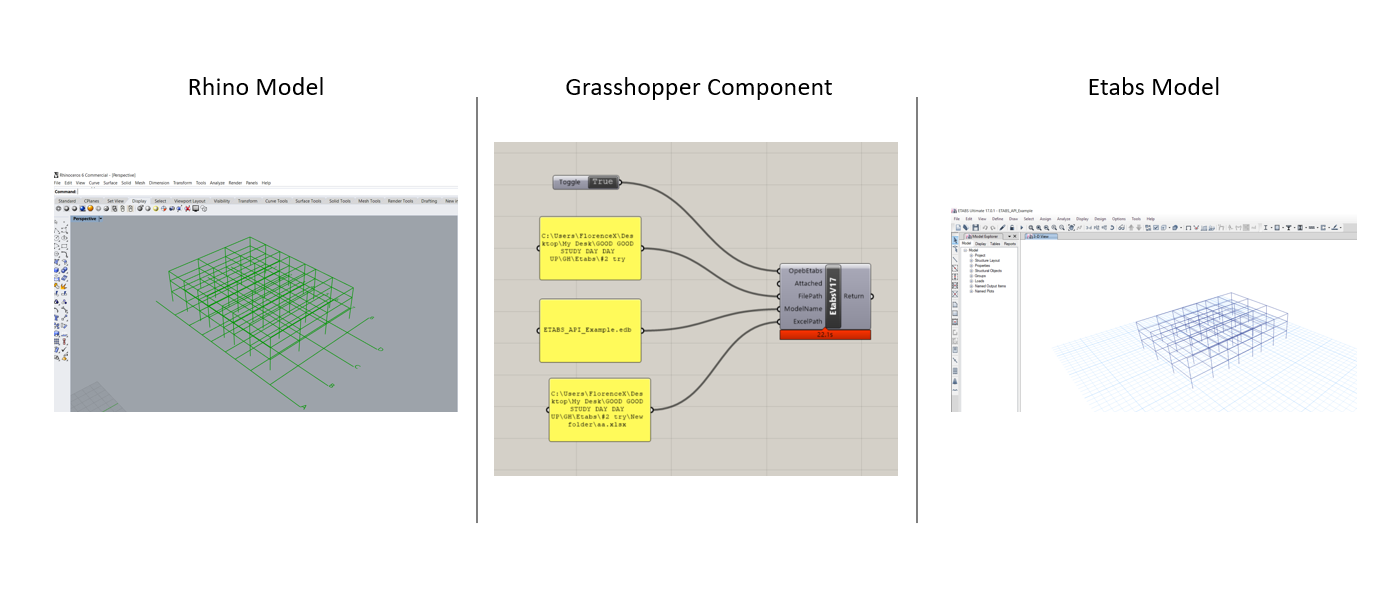 Rhino Model
Grasshopper Component
Etabs Model
Rhinoceros 6 Commercial - [Perspective]
File Edit View Curve Surface Solid Mesh Dimension Transform Tools Analyze Render Panels Help
Command:
Standard CPlanes Set View Display Select Viewport Layout Visibility Transform Curve Tools Surface Tools Solid Tools Mesh Tools Render Tools Drafting New in
Perspective
Toggle True
C:\Users\FlorenceX\Des
ktop\My Desk\GOOD GOOD
STUDY DAY DAY
UP\GH\Etabs\#2 try
ETABS_API_Example.edb
C:\Users\FlorenceX\Des
ktop\My Desk\GOOD GOOD
STUDY DAY DAY
UP\GH\Etabs\#2 try\New
folder\aa.xlsx
OpebEtabs
Attached
FilePath
ModelName
ExcelPath
EtabsV17
Return
ETABS Ultimate 17.0.1 - ETABS_API_Example
File Edit View Define Draw Select Assign Analyze Display Design Options Tools Help
Model Explorer
3-D View
Model Display Tables Reports
Model
Project
Structure Layout
Properties
Structural Objects
Groups
Loads
Named Output Items
Named Plots